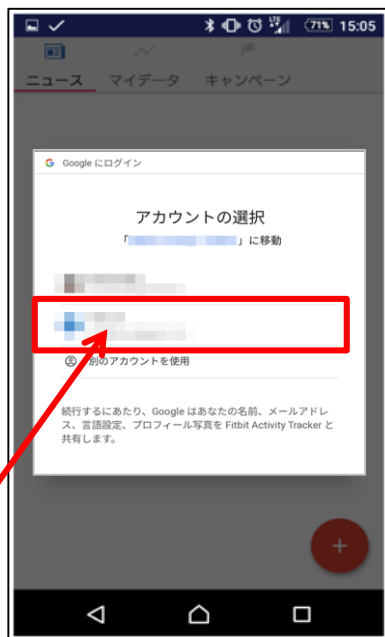 71% 15:05
ニュース マイデータ キャンペーン
G Google にログイン
アカウントの選択
「 」に移動
別のアカウントを使用
続行するにあたり、Google はあなたの名前、メールアドレ
ス、言語設定、プロフィール写真を Fitbit Activity Tracker と
共有します。